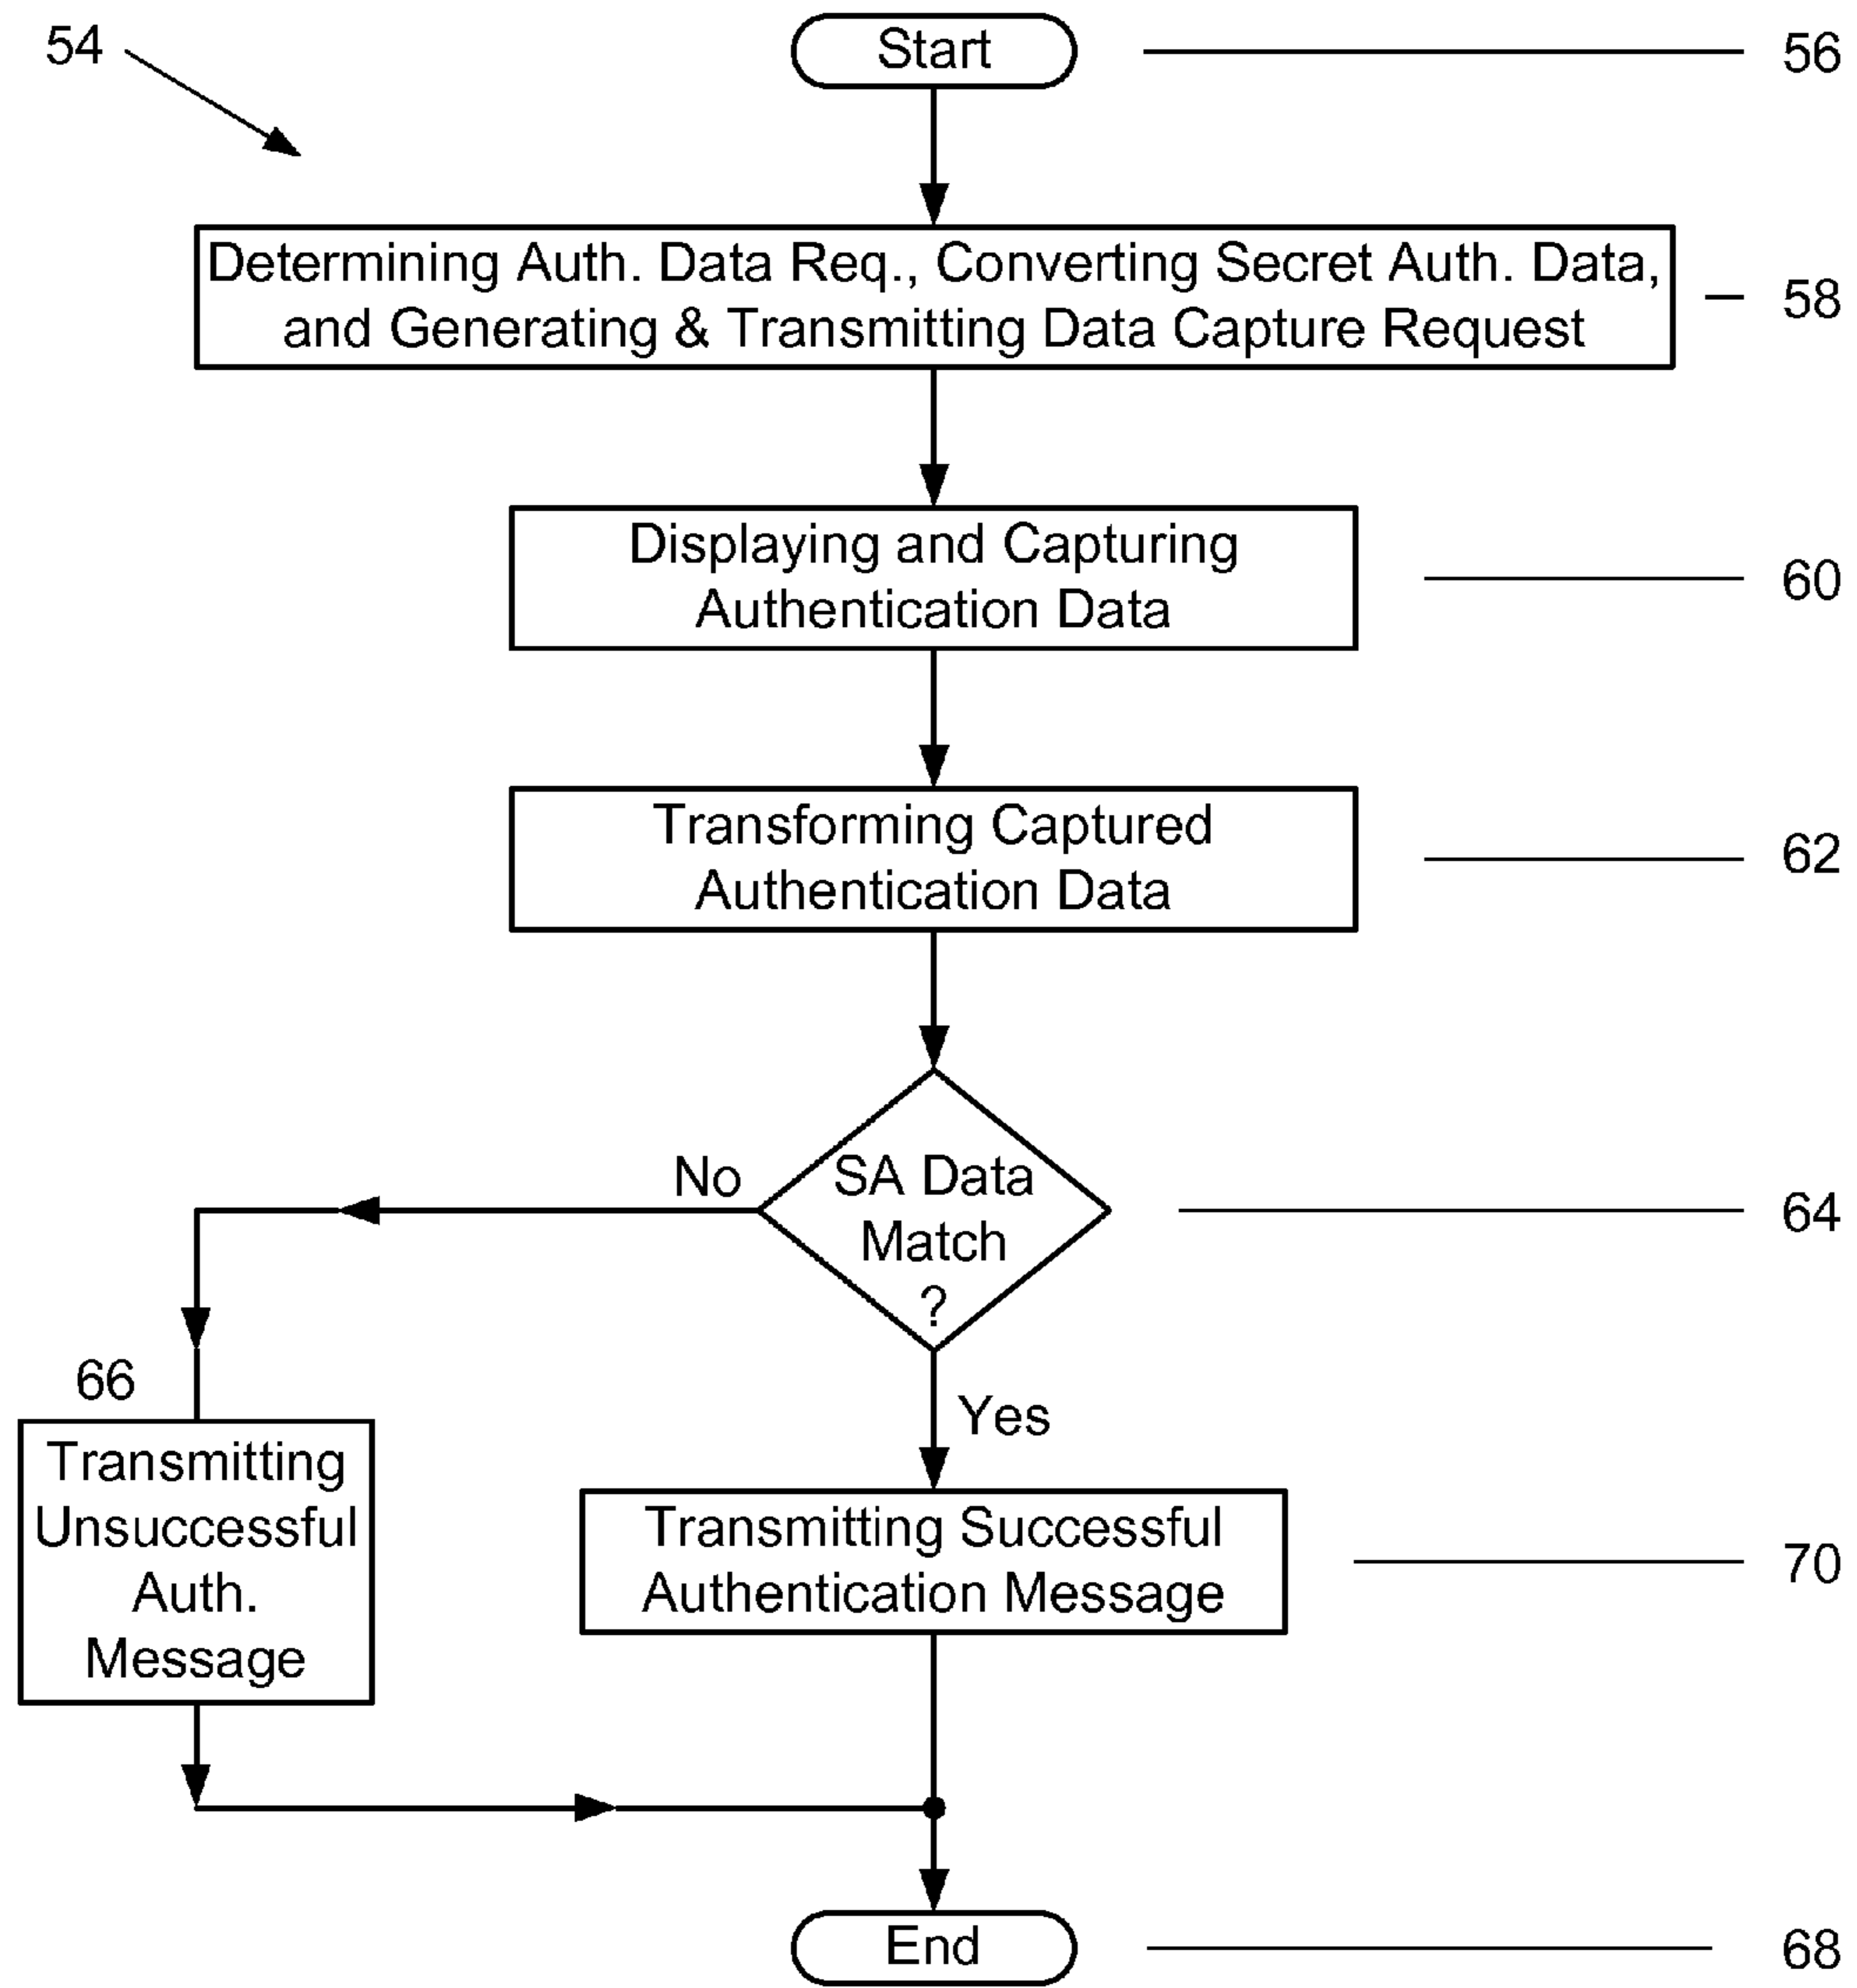 54
Start
56
Determining Auth. Data Req., Converting Secret Auth. Data,
and Generating & Transmitting Data Capture Request
58
Displaying and Capturing
Authentication Data
60
Transforming Captured
Authentication Data
62
No
SA Data
Match
?
64
66
Yes
Transmitting
Unsuccessful
Auth.
Message
Transmitting Successful
Authentication Message
70
End
68